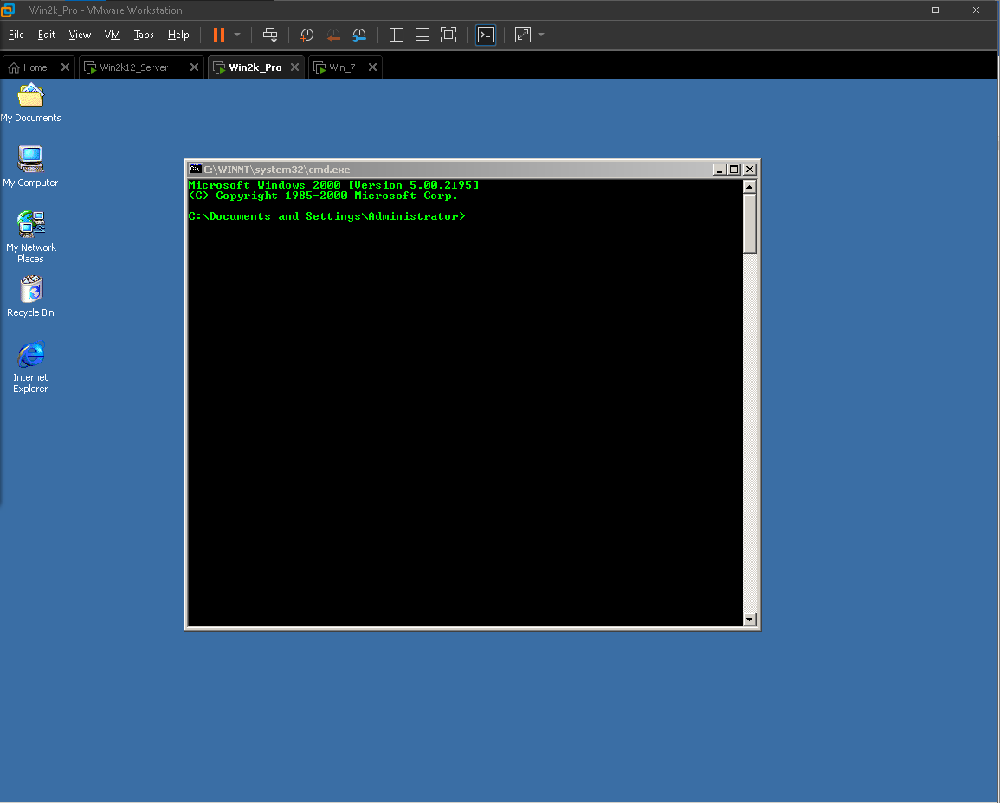 Win2k_Pro - VMware Workstation
File Edit View VM Tabs Help
Home Win2k12_Server Win2k_Pro Win_7
My Documents
My Computer
My Network
Places
Recycle Bin
Internet
Explorer
C:\WINNT\system32\cmd.exe
Microsoft Windows 2000 [Version 5.00.2195]
(C) Copyright 1985-2000 Microsoft Corp.
C:\Documents and Settings\Administrator>